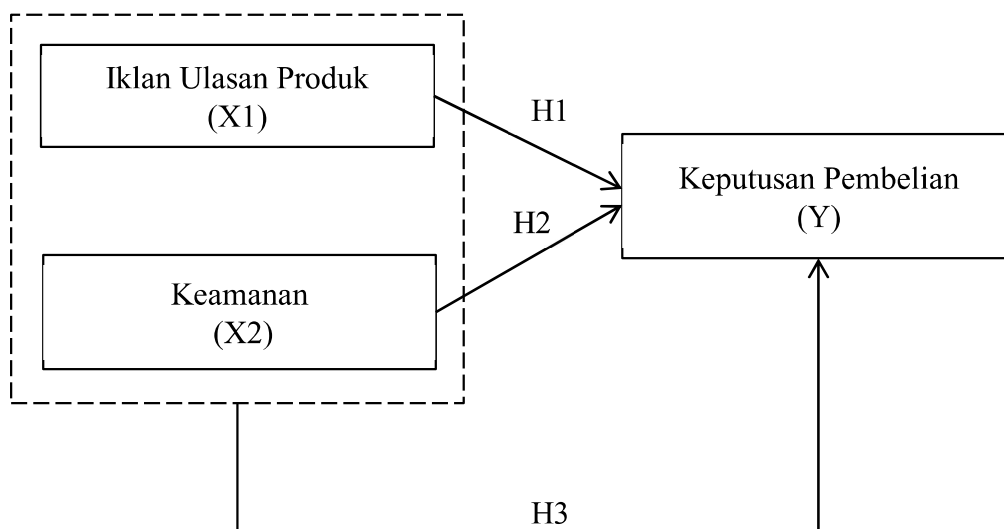 Iklan Ulasan Produk
(X1)
H1
Keputusan Pembelian
(Y)
H2
Keamanan
(X2)
H3